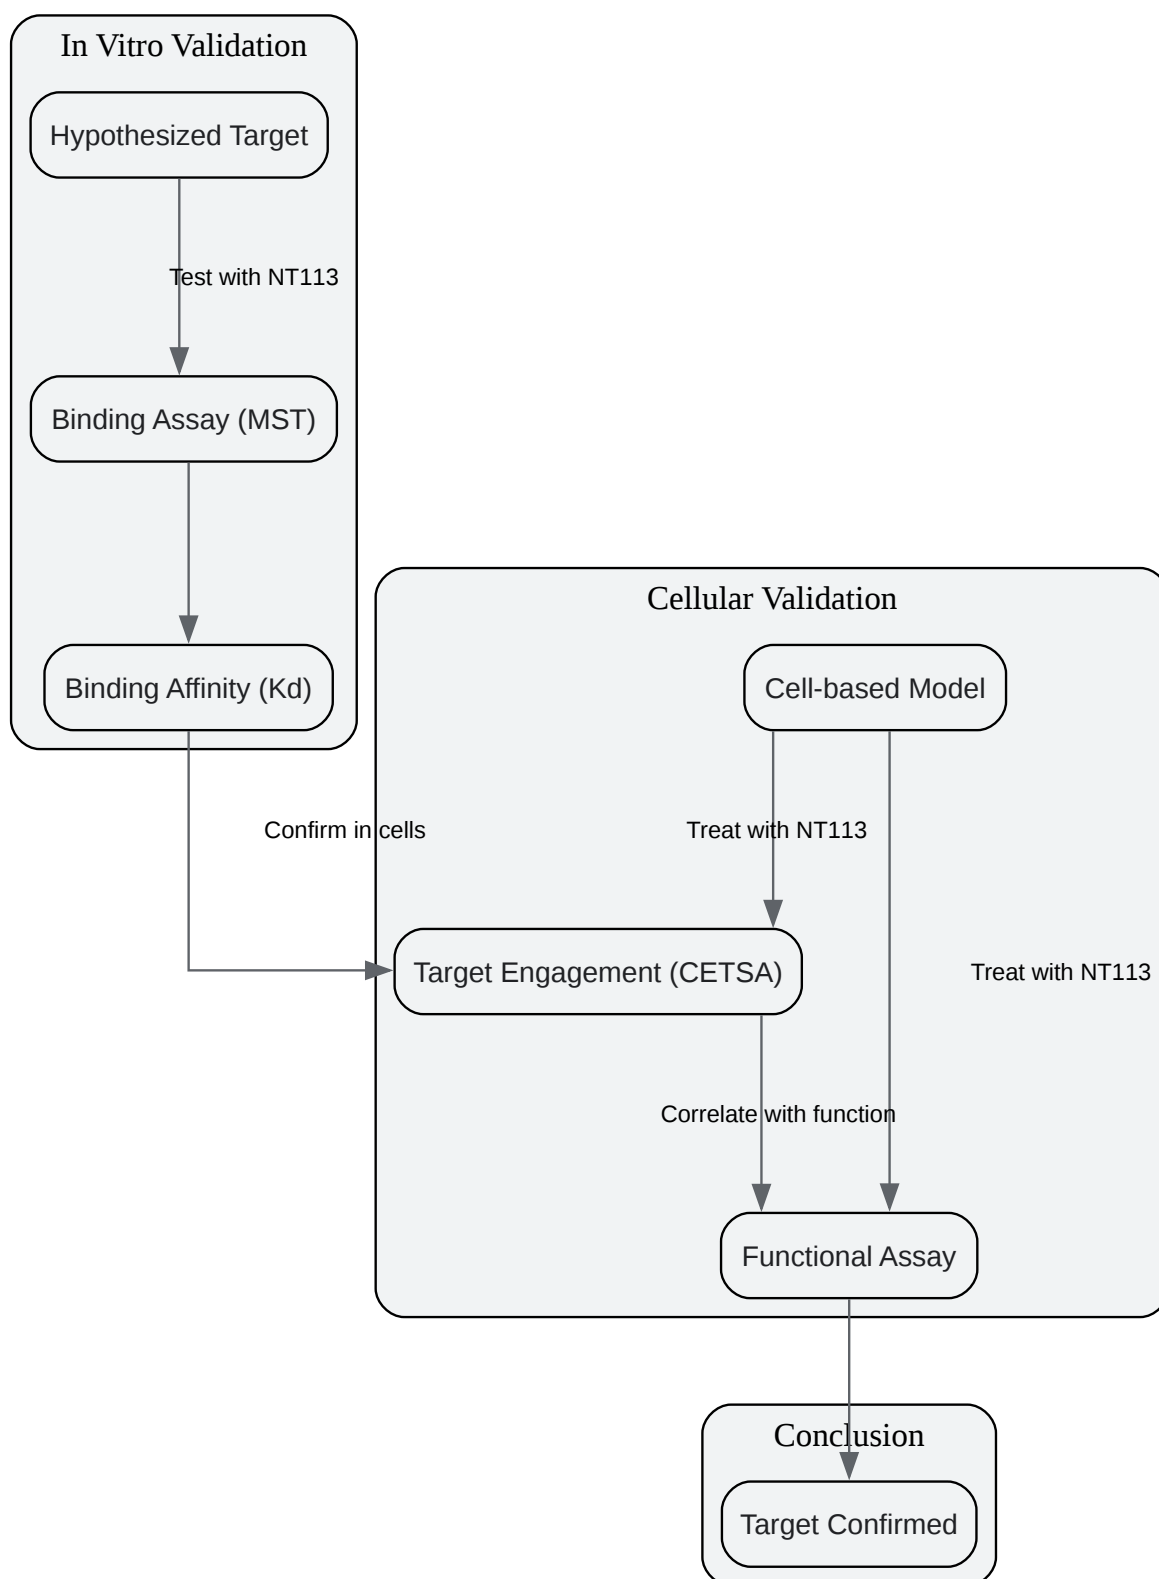 In Vitro Validation
Hypothesized Target
Test with NT113
Binding Assay (MST)
Binding Affinity (Kd)
Confirm in cells
Cellular Validation
Cell-based Model
Treat with NT113
Target Engagement (CETSA)
Treat with NT113
Correlate with function
Functional Assay
Conclusion
Target Confirmed